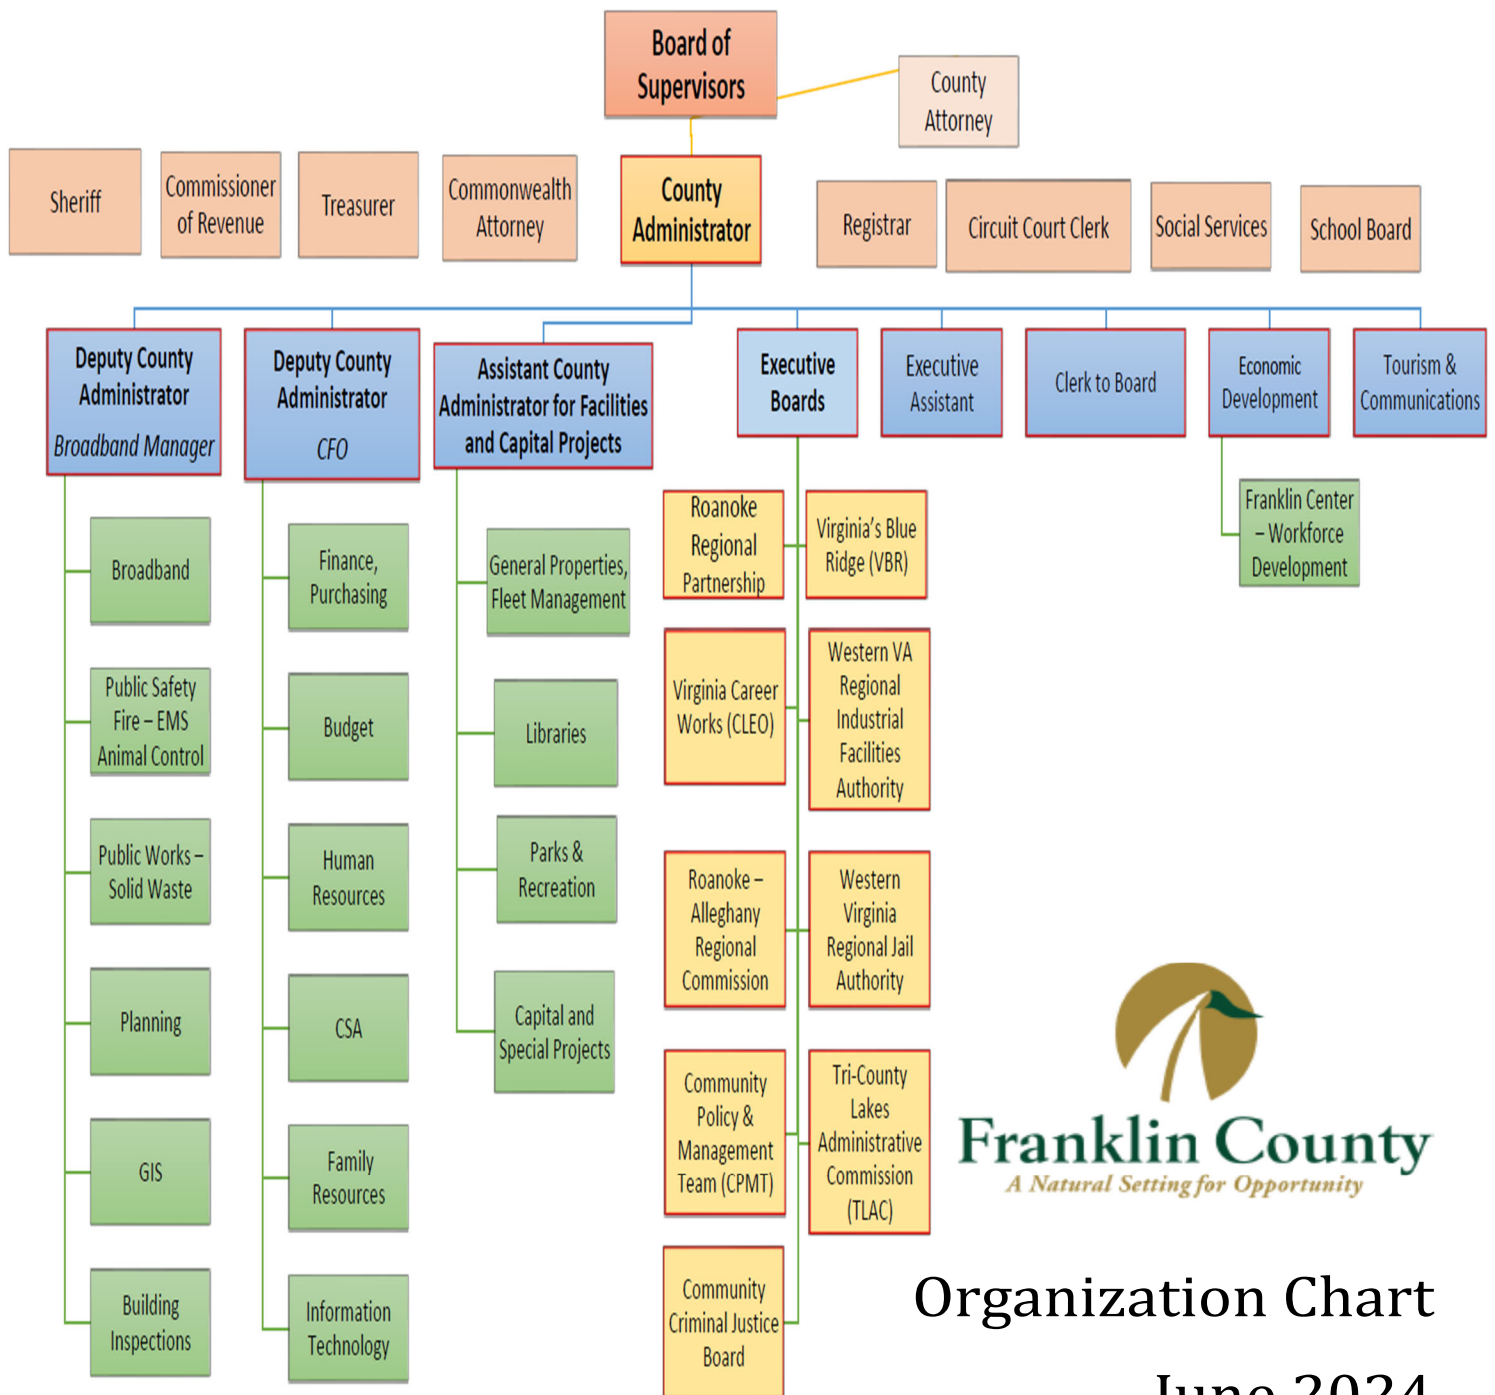 Board of
Supervisors
County
Attorney
Sheriff
Commissioner
of Revenue
Treasurer
Commonwealth
Attorney
County
Administrator
Registrar
Circuit Court Clerk
Social Services
School Board
Deputy County
Administrator
Broadband Manager
Deputy County
Administrator
CFO
Assistant County
Administrator for Facilities
and Capital Projects
Executive
Boards
Executive
Assistant
Clerk to Board
Economic
Development
Tourism &
Communications
Broadband
Public Safety
Fire – EMS
Animal Control
Public Works –
Solid Waste
Planning
GIS
Building
Inspections
Finance,
Purchasing
Budget
Human
Resources
CSA
Family
Resources
Information
Technology
General Properties,
Fleet Management
Libraries
Parks &
Recreation
Capital and
Special Projects
Roanoke
Regional
Partnership
Virginia’s Blue
Ridge (VBR)
Virginia Career
Works (CLEO)
Western VA
Regional
Industrial
Facilities
Authority
Roanoke –
Alleghany
Regional
Commission
Western
Virginia
Regional Jail
Authority
Community
Policy &
Management
Team (CPMT)
Tri-County
Lakes
Administrative
Commission
(TLAC)
Community
Criminal Justice
Board
Franklin Center
– Workforce
Development
Franklin County
A Natural Setting for Opportunity
Organization Chart
June 2024